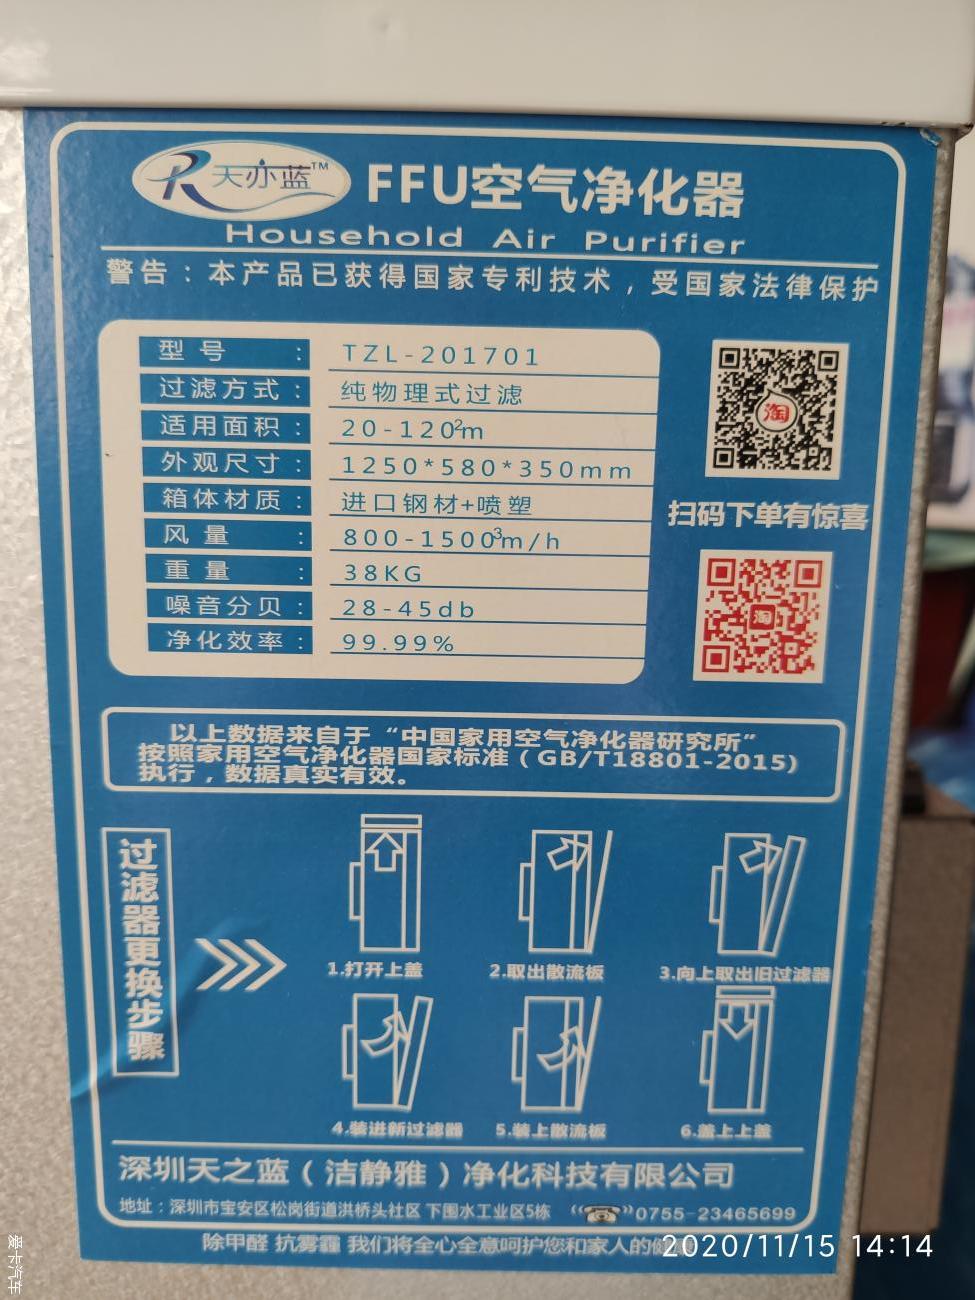 天亦蓝™ FFU空气净化器
Household Air Purifier
警告：本产品已获得国家专利技术，受国家法律保护
型号： TZL-201701
过滤方式： 纯物理式过滤
适用面积： 20-120²m
外观尺寸： 1250*580*350mm
箱体材质： 进口钢材+喷塑
风量： 800-1500³m/h
重量： 38KG
噪音分贝： 28-45db
净化效率： 99.99%
淘
扫码下单有惊喜
淘
以上数据来自于“中国家用空气净化器研究所”
按照家用空气净化器国家标准（GB/T18801-2015)
执行，数据真实有效。
过滤器更换步骤
1.打开上盖
2.取出散流板
3.向上取出旧过滤器
4.装进新过滤器
5.装上散流板
6.盖上上盖
深圳天之蓝（洁静雅）净化科技有限公司
地址：深圳市宝安区松岗街道洪桥头社区 下围水工业区5栋 0755-23465699
除甲醛 抗雾霾 我们将全心全意呵护您和家人的
2020/11/15 14:14
爱卡汽车